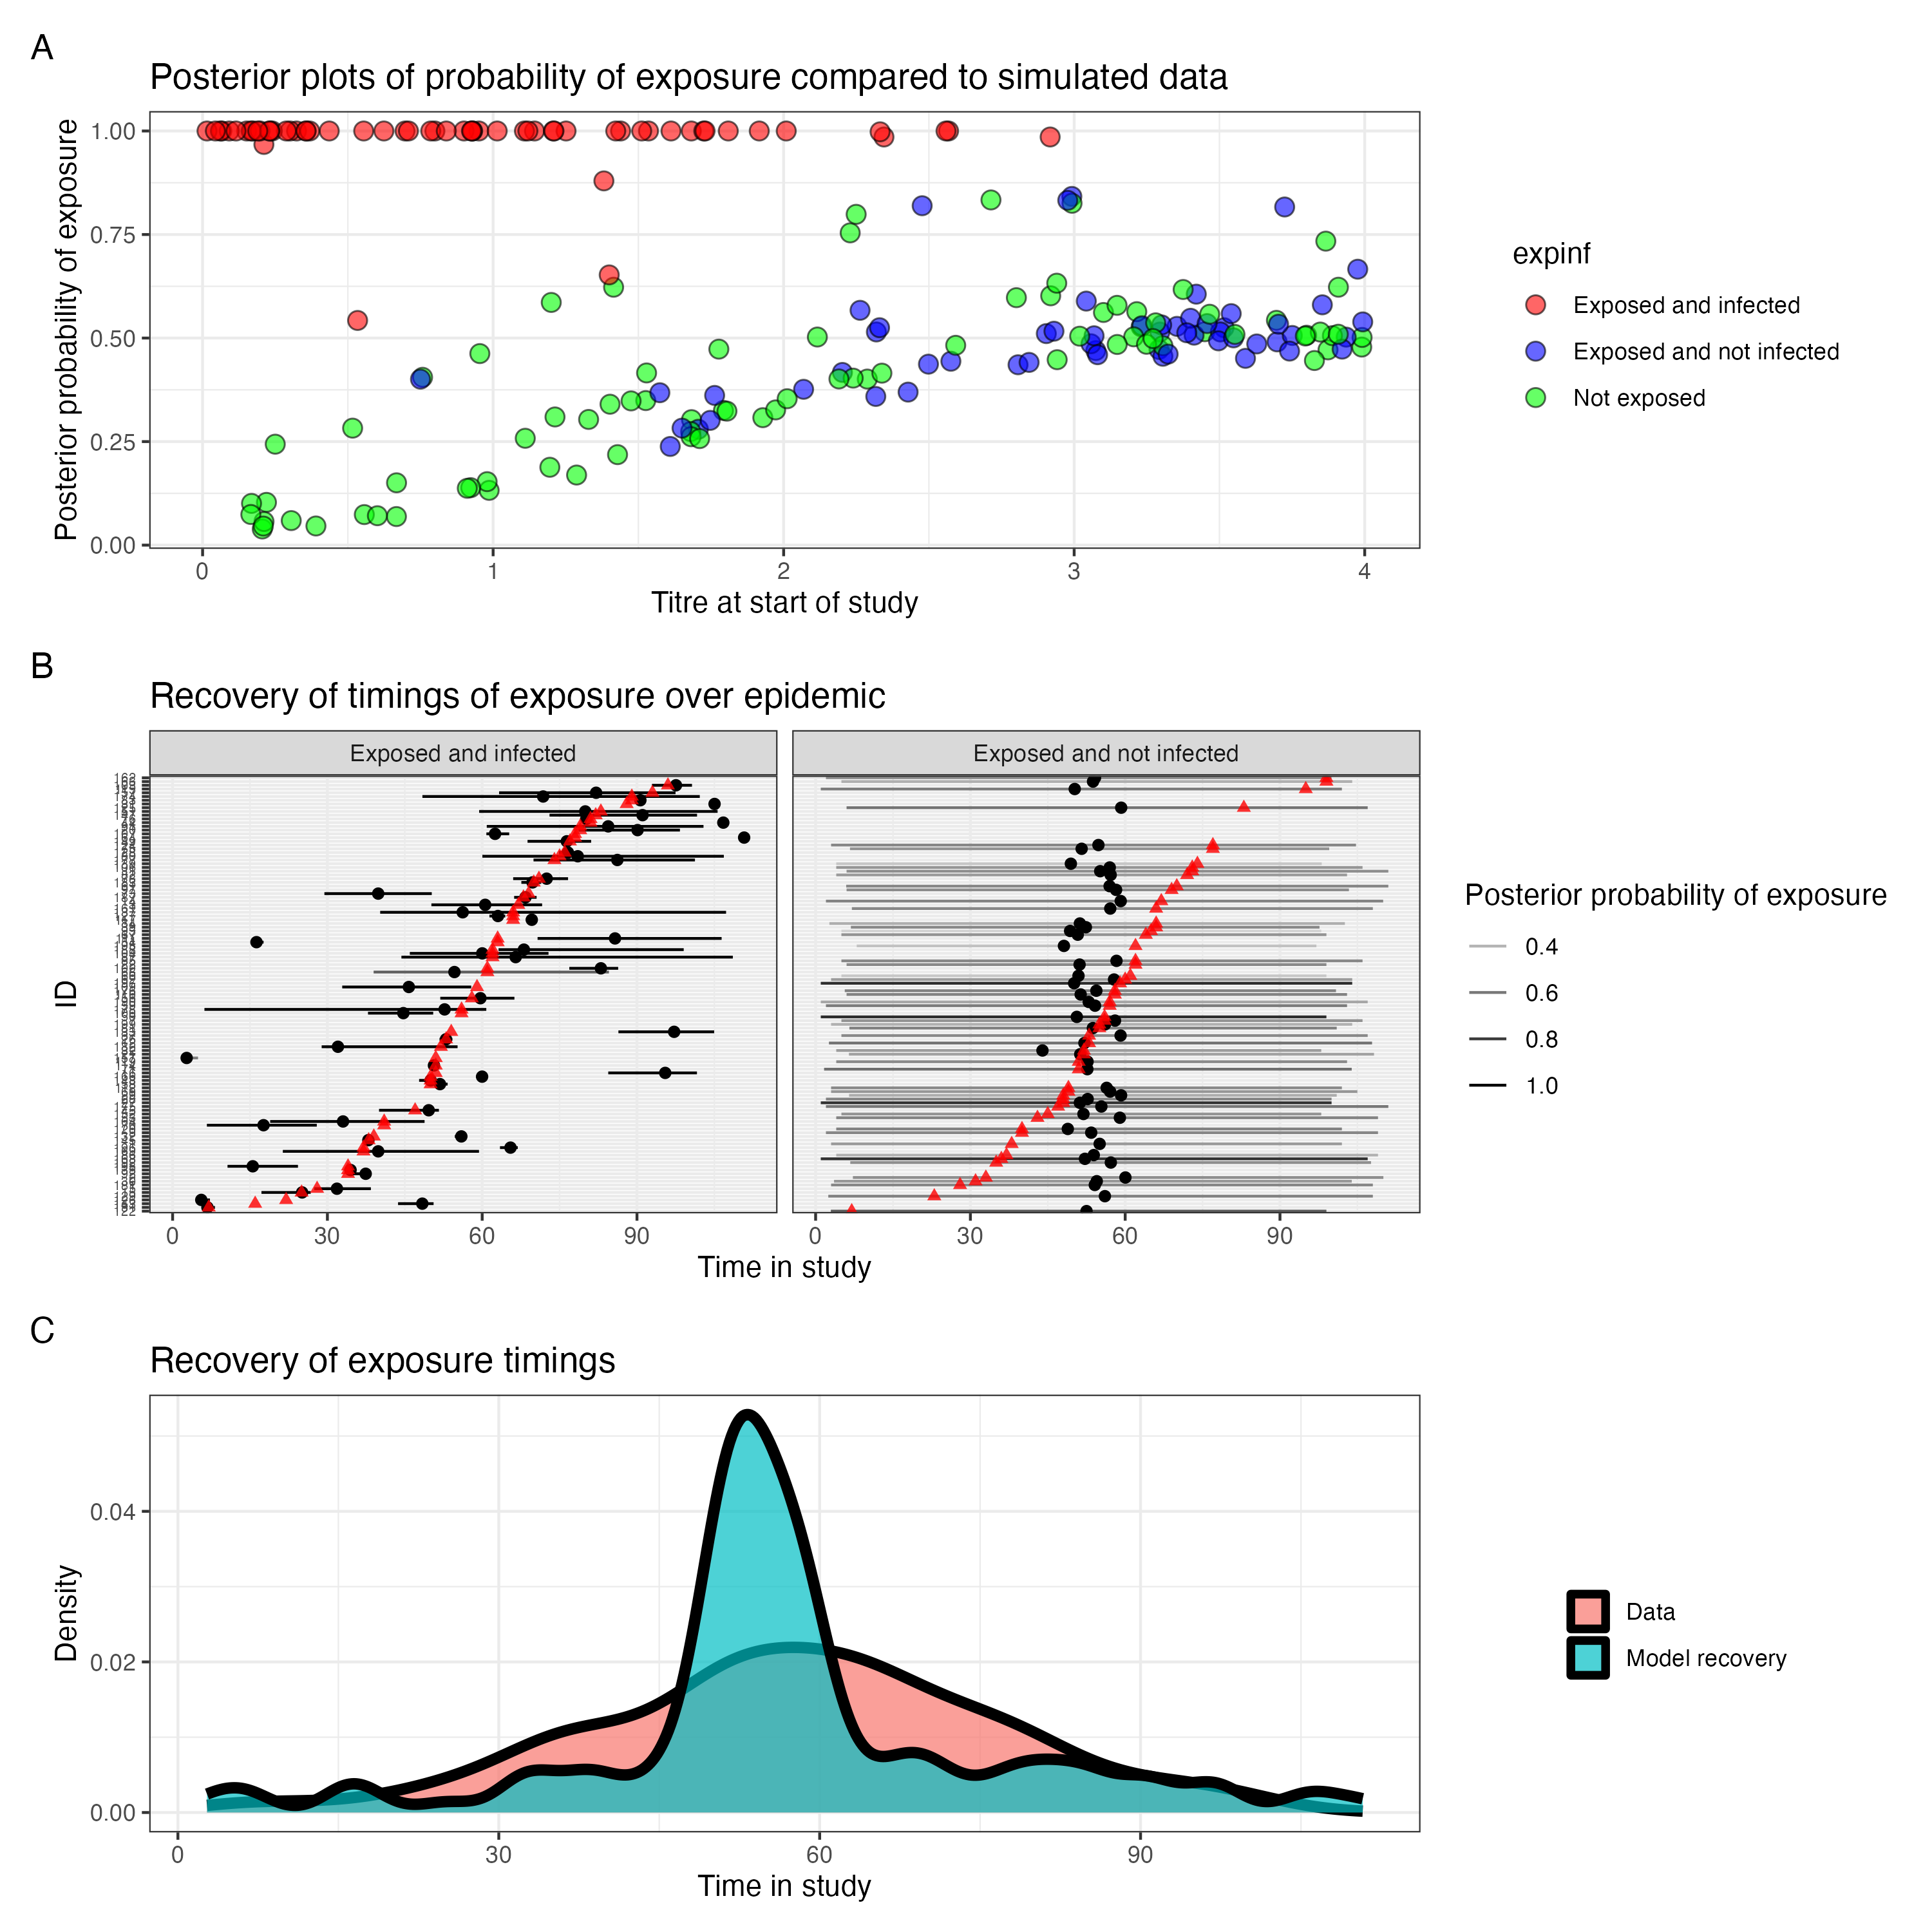 A
Posterior plots of probability of exposure compared to simulated data
Posterior probability of exposure
1.00
0.75
0.50
0.25
0.00
0 1 2 3 4
Titre at start of study
expinf
Exposed and infected
Exposed and not infected
Not exposed
B
Recovery of timings of exposure over epidemic
Exposed and infected
Exposed and not infected
ID
162
122
0 30 60 90
0 30 60 90
Time in study
Posterior probability of exposure
0.4
0.6
0.8
1.0
C
Recovery of exposure timings
Density
0.04
0.02
0.00
0 30 60 90
Time in study
Data
Model recovery